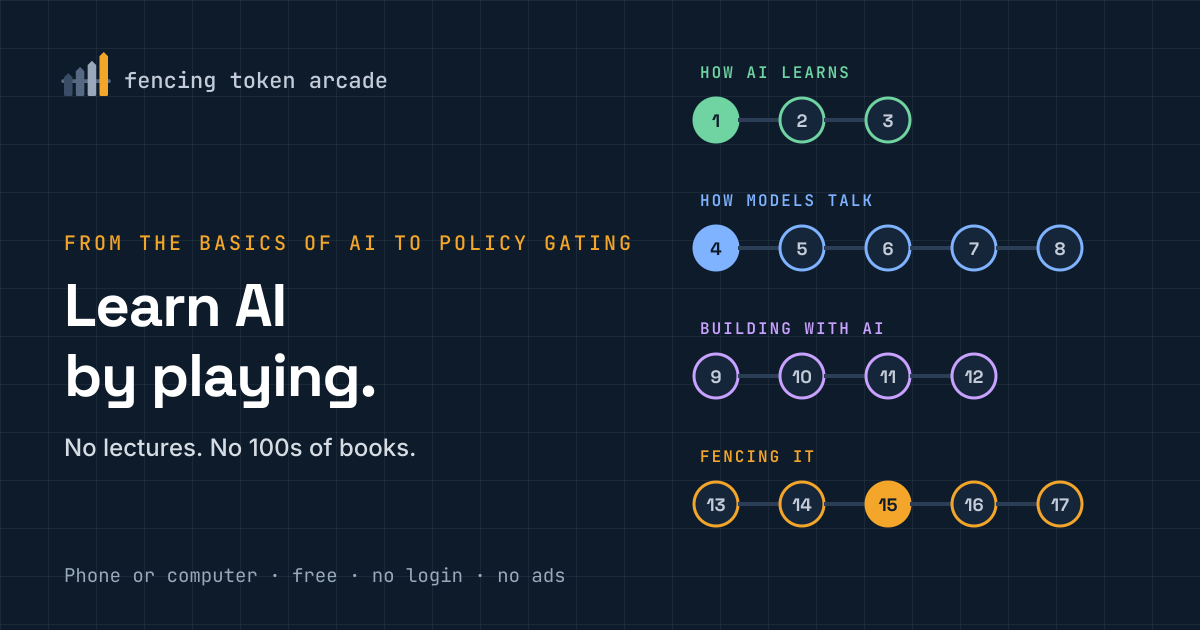 fencing token arcade
FROM THE BASICS OF AI TO POLICY GATING
Learn AI
by playing.
No lectures. No 100s of books.
Phone or computer · free · no login · no ads
HOW AI LEARNS
1 2 3
HOW MODELS TALK
4 5 6 7 8
BUILDING WITH AI
9 10 11 12
FENCING IT
13 14 15 16 17